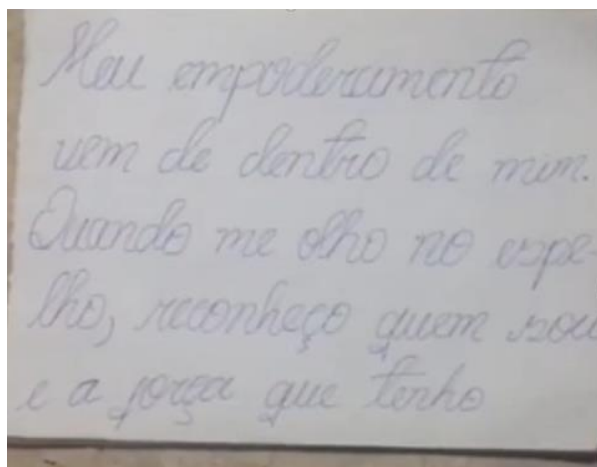 Meu empoderamento
vem de dentro de mim.
Quando me olho no espe-
lho, reconheço quem sou
e a força que tenho